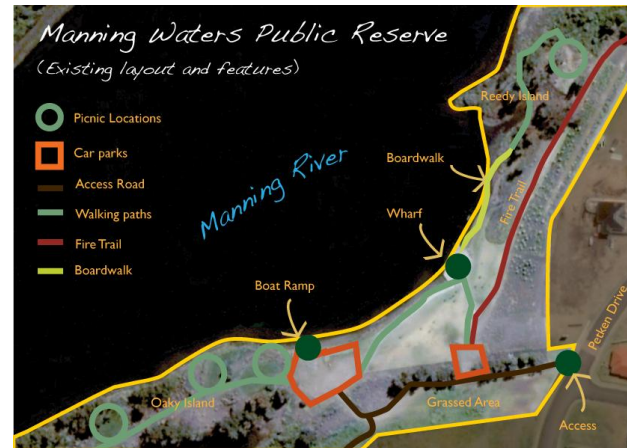 Manning Waters Public Reserve
(Existing layout and features)
Picnic Locations
Car parks
Access Road
Walking paths
Fire Trail
Boardwalk
Manning River
Reedy Island
Boardwalk
Fire Trail
Wharf
Boat Ramp
Petken Drive
Oaky Island
Grassed Area
Access